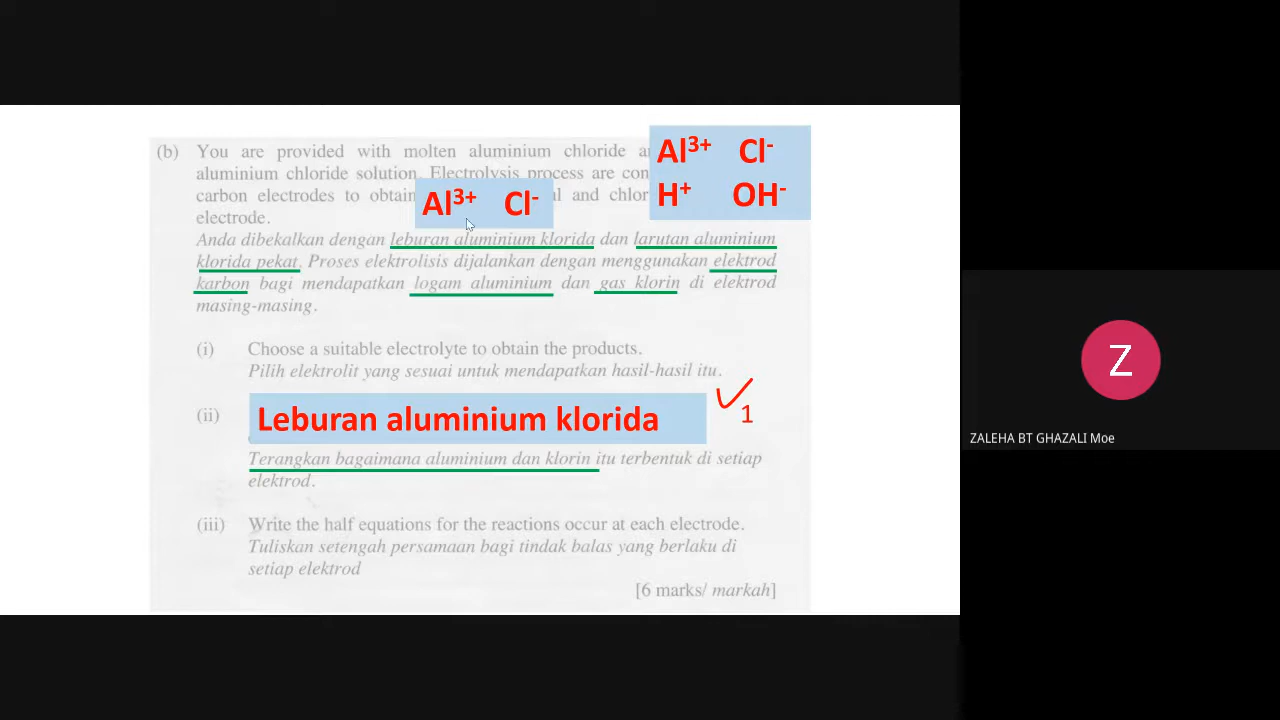 (b) You are provided with molten aluminium chloride
aluminium chloride solution. Electrolysis process are
carbon electrodes to obtain and
electrode.
Al³⁺ Cl⁻
H⁺ OH⁻
Al³⁺ Cl⁻
Anda dibekalkan dengan leburan aluminium klorida dan larutan aluminium
klorida pekat. Proses elektrolisis dijalankan dengan menggunakan elektrod
karbon bagi mendapatkan logam aluminium dan gas klorin di elektrod
masing-masing.
(i) Choose a suitable electrolyte to obtain the products.
Pilih elektrolit yang sesuai untuk mendapatkan hasil-hasil itu.
(ii) Leburan aluminium klorida 1
Terangkan bagaimana aluminium dan klorin itu terbentuk di setiap
elektrod.
(iii) Write the half equations for the reactions occur at each electrode.
Tuliskan setengah persamaan bagi tindak balas yang berlaku di
setiap elektrod
[6 marks/ markah]
Z
ZALEHA BT GHAZALI Moe